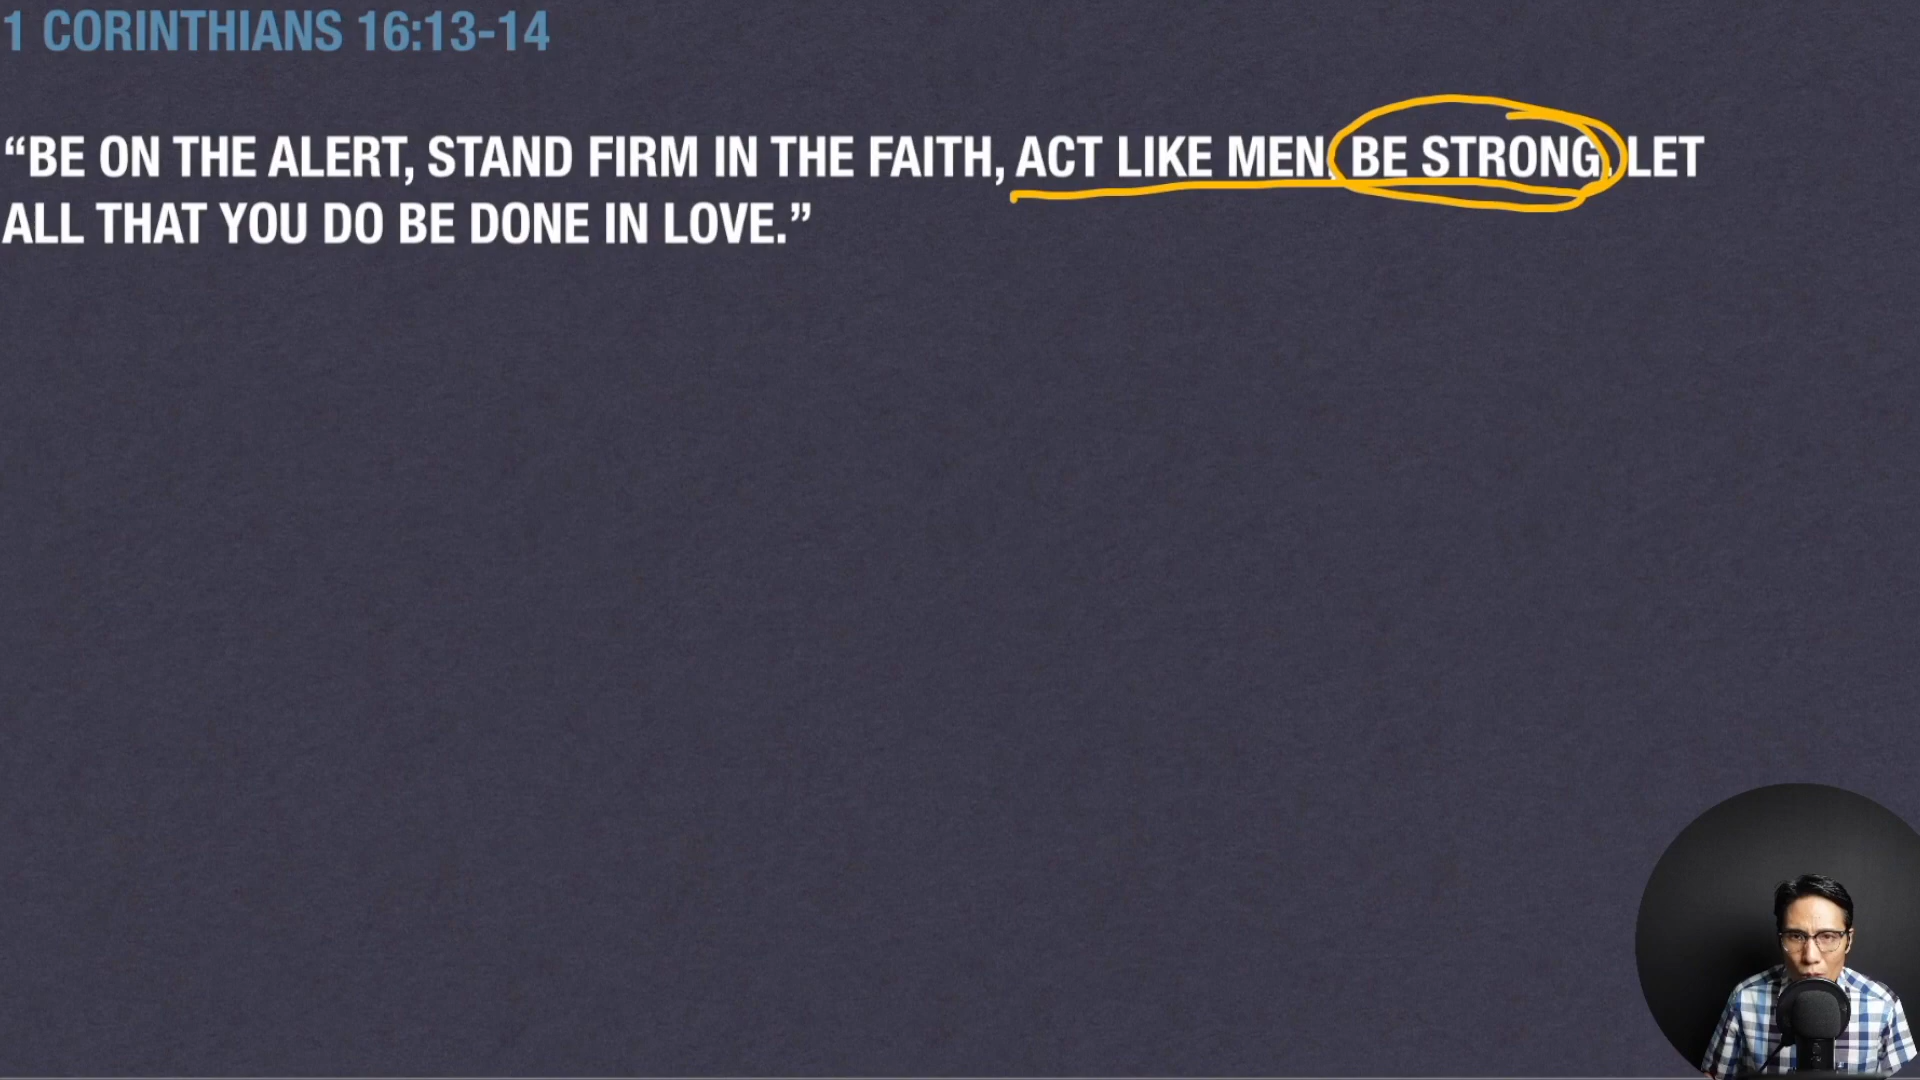 1 CORINTHIANS 16:13-14
“BE ON THE ALERT, STAND FIRM IN THE FAITH, ACT LIKE MEN, BE STRONG, LET
ALL THAT YOU DO BE DONE IN LOVE.”